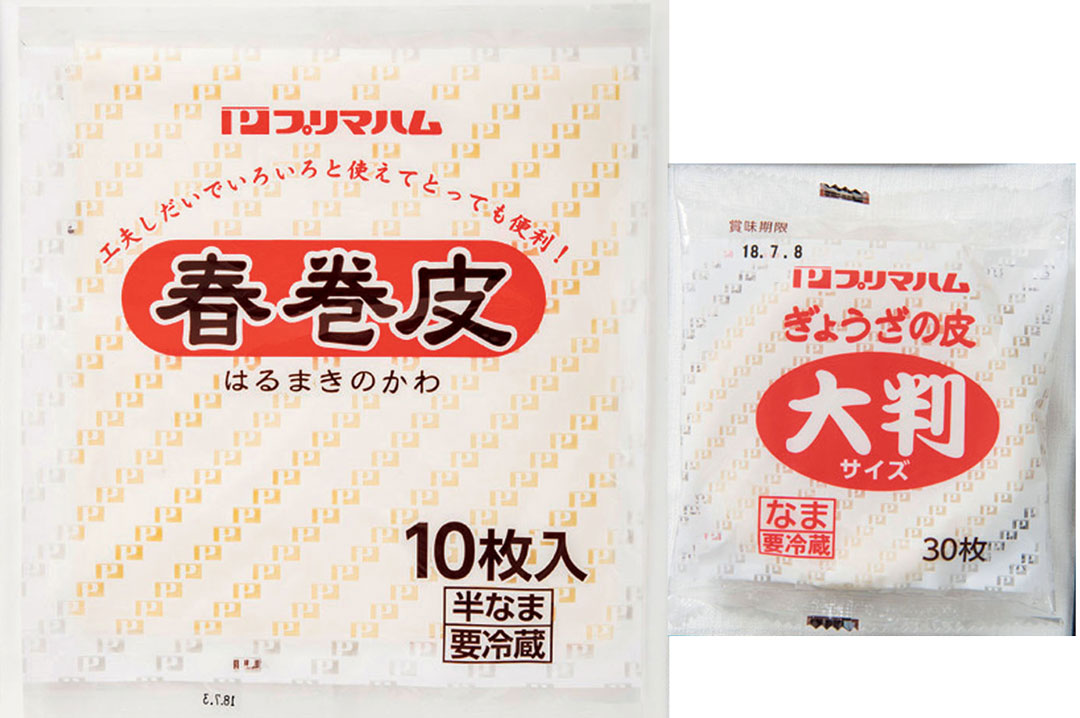 プリマハム
工夫しだいでいろいろと使えてとっても便利！
春巻皮
はるまきのかわ
10枚入
半なま
要冷蔵
18.7.3
賞味期限
18.7.8
プリマハム
ぎょうざの皮
大判
サイズ
なま
要冷蔵
30枚